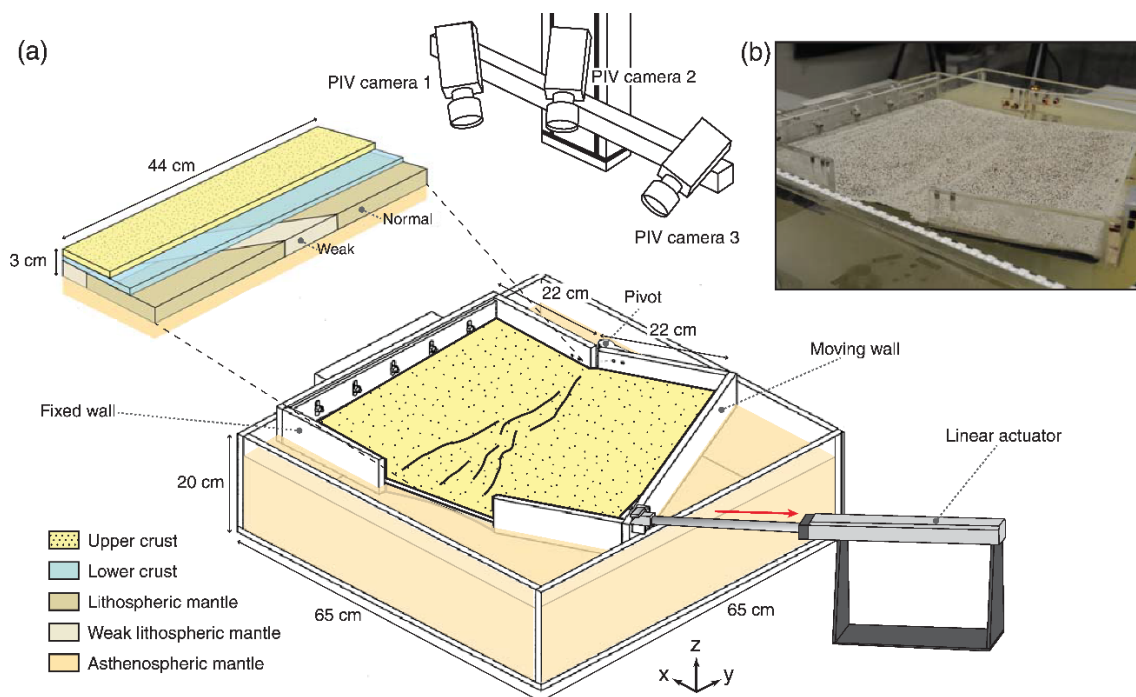 (a)
(b)
PIV camera 1
PIV camera 2
PIV camera 3
44 cm
Normal
Weak
3 cm
22 cm
Pivot
22 cm
Moving wall
Fixed wall
Linear actuator
20 cm
Upper crust
Lower crust
Lithospheric mantle
Weak lithospheric mantle
Asthenospheric mantle
65 cm
65 cm
z
x
y